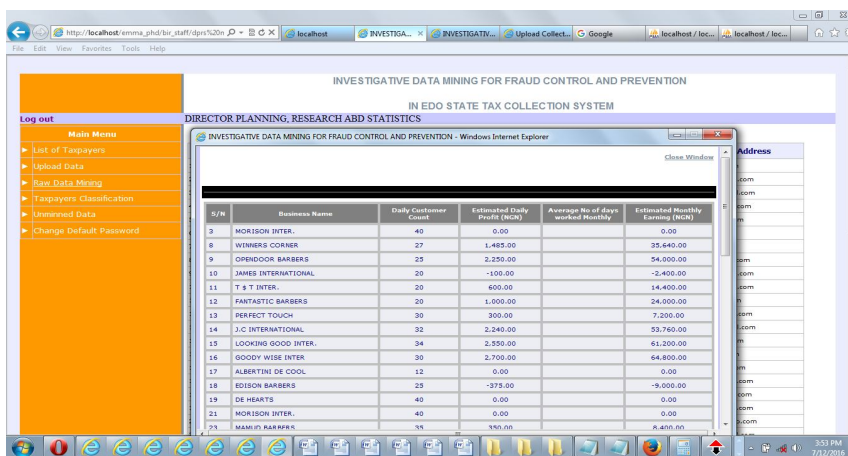 http://localhost/emma_phd/bir_staff/dprs%20n
localhost
INVESTIGA...
INVESTIGATIV...
Upload Collect...
Google
localhost / loc...
localhost / loc...
File Edit View Favorites Tools Help
INVESTIGATIVE DATA MINING FOR FRAUD CONTROL AND PREVENTION
IN EDO STATE TAX COLLECTION SYSTEM
Log out
DIRECTOR PLANNING, RESEARCH ABD STATISTICS
Main Menu
List of Taxpayers
Upload Data
Raw Data Mining
Taxpayers Classification
Unminned Data
Change Default Password
INVESTIGATIVE DATA MINING FOR FRAUD CONTROL AND PREVENTION - Windows Internet Explorer
Address
Close Window
S/N Business Name Daily Customer Count Estimated Daily Profit (NGN) Average No of days worked Monthly Estimated Monthly Earning (NGN)
3 MORISON INTER. 40 0.00 0.00
8 WINNERS CORNER 27 1,485.00 35,640.00
9 OPENDOOR BARBERS 25 2,250.00 54,000.00
10 JAMES INTERNATIONAL 20 -100.00 -2,400.00
11 T $ T INTER. 20 600.00 14,400.00
12 FANTASTIC BARBERS 20 1,000.00 24,000.00
13 PERFECT TOUCH 30 300.00 7,200.00
14 J.C INTERNATIONAL 32 2,240.00 53,760.00
15 LOOKING GOOD INTER. 34 2,550.00 61,200.00
16 GOODY WISE INTER 30 2,700.00 64,800.00
17 ALBERTINI DE COOL 12 0.00 0.00
18 EDISON BARBERS 25 -375.00 -9,000.00
19 DE HEARTS 40 0.00 0.00
21 MORISON INTER. 40 0.00 0.00
23 MAMUD BARBERS 35 350.00 8,400.00
3:53 PM
7/12/2016